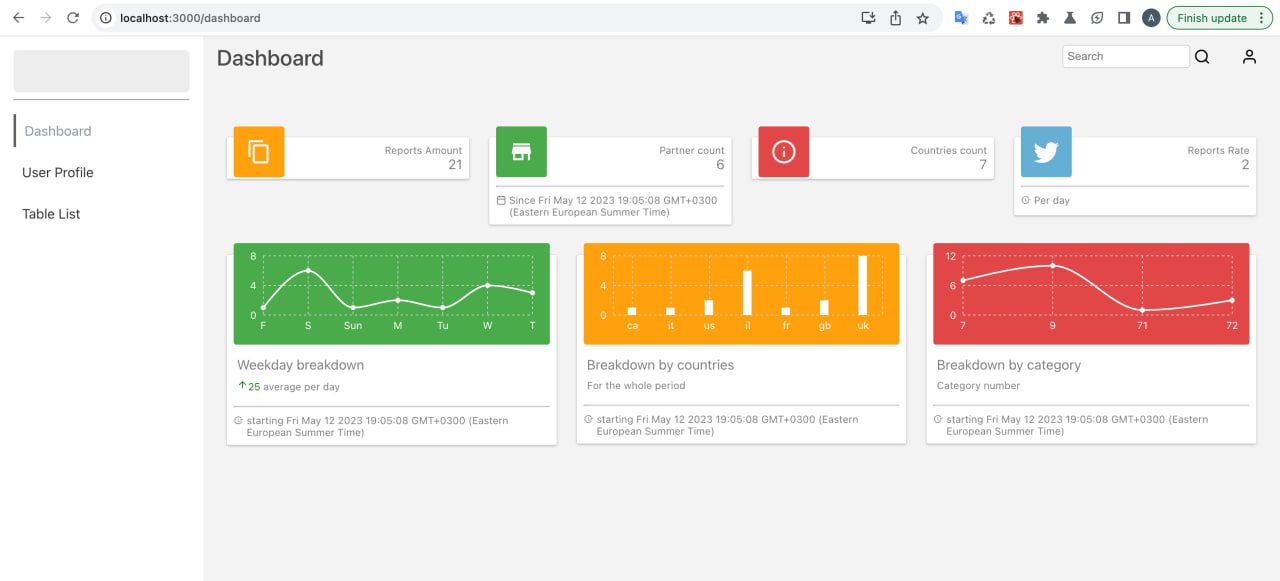 localhost:3000/dashboard
A
Finish update
Dashboard
Search
Dashboard
User Profile
Table List
Reports Amount
21
Partner count
6
Since Fri May 12 2023 19:05:08 GMT+0300
(Eastern European Summer Time)
Countries count
7
Reports Rate
2
Per day
8
4
0
F S Sun M Tu W T
Weekday breakdown
25 average per day
starting Fri May 12 2023 19:05:08 GMT+0300 (Eastern
European Summer Time)
8
4
0
ca it us il fr gb uk
Breakdown by countries
For the whole period
starting Fri May 12 2023 19:05:08 GMT+0300 (Eastern
European Summer Time)
12
6
0
7 9 71 72
Breakdown by category
Category number
starting Fri May 12 2023 19:05:08 GMT+0300 (Eastern
European Summer Time)